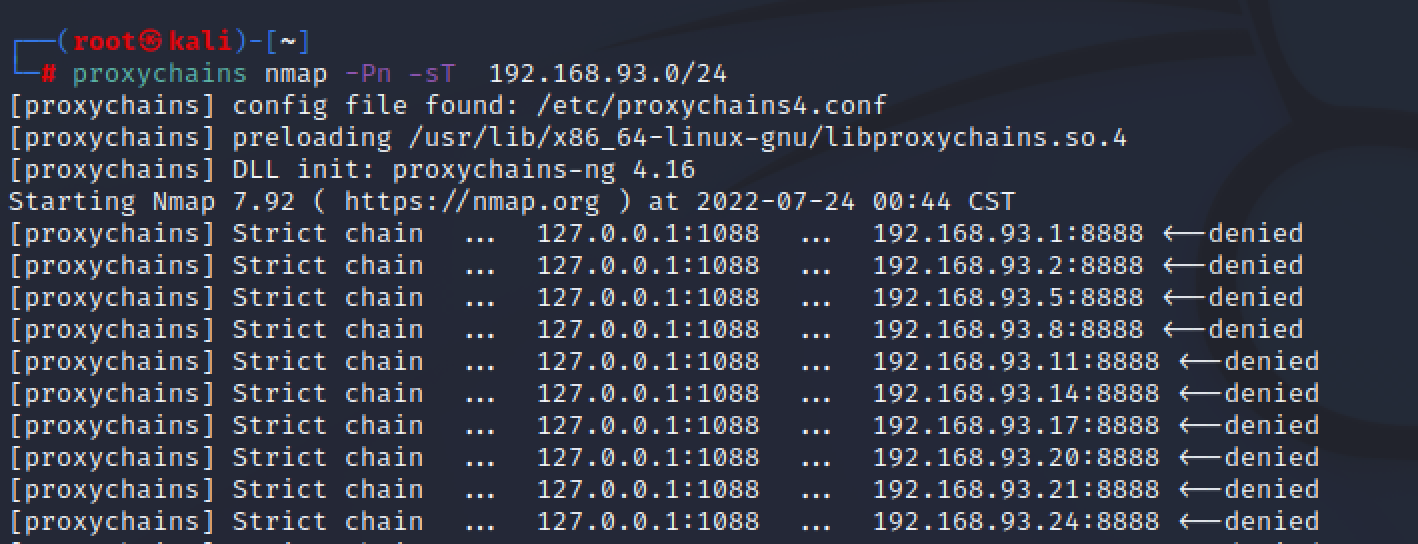 ┌──(root㉿kali)-[~]
└─# proxychains nmap -Pn -sT  192.168.93.0/24
[proxychains] config file found: /etc/proxychains4.conf
[proxychains] preloading /usr/lib/x86_64-linux-gnu/libproxychains.so.4
[proxychains] DLL init: proxychains-ng 4.16
Starting Nmap 7.92 ( https://nmap.org ) at 2022-07-24 00:44 CST
[proxychains] Strict chain  ...  127.0.0.1:1088  ...  192.168.93.1:8888 <--denied
[proxychains] Strict chain  ...  127.0.0.1:1088  ...  192.168.93.2:8888 <--denied
[proxychains] Strict chain  ...  127.0.0.1:1088  ...  192.168.93.5:8888 <--denied
[proxychains] Strict chain  ...  127.0.0.1:1088  ...  192.168.93.8:8888 <--denied
[proxychains] Strict chain  ...  127.0.0.1:1088  ...  192.168.93.11:8888 <--denied
[proxychains] Strict chain  ...  127.0.0.1:1088  ...  192.168.93.14:8888 <--denied
[proxychains] Strict chain  ...  127.0.0.1:1088  ...  192.168.93.17:8888 <--denied
[proxychains] Strict chain  ...  127.0.0.1:1088  ...  192.168.93.20:8888 <--denied
[proxychains] Strict chain  ...  127.0.0.1:1088  ...  192.168.93.21:8888 <--denied
[proxychains] Strict chain  ...  127.0.0.1:1088  ...  192.168.93.24:8888 <--denied